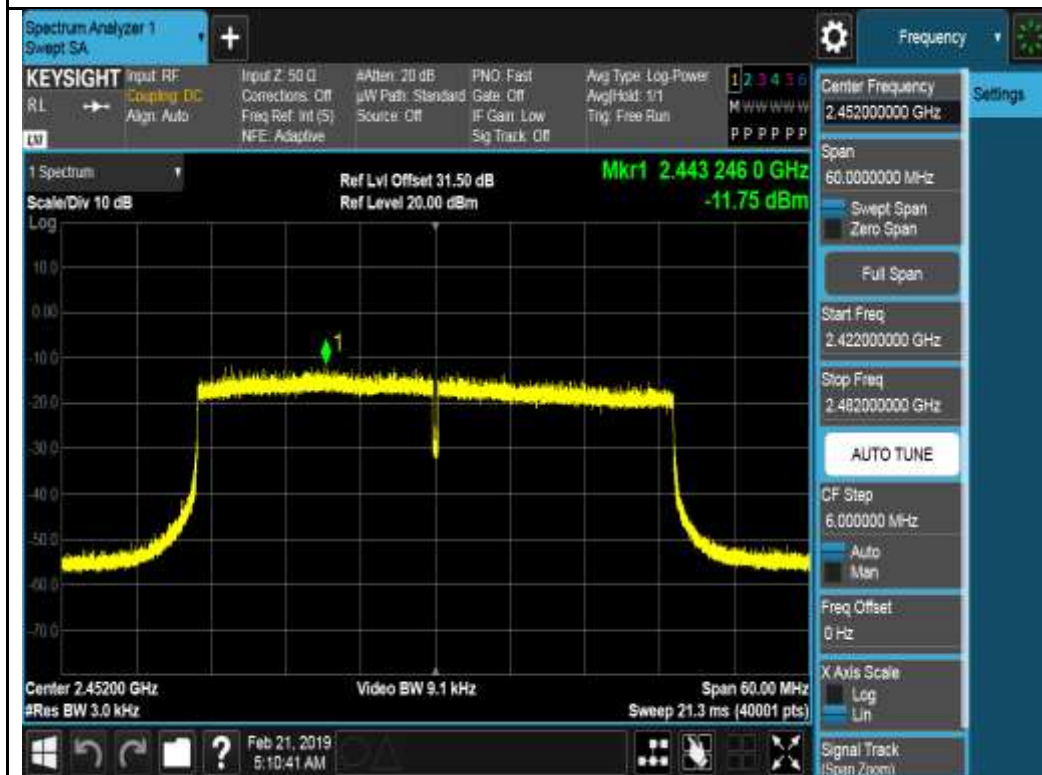 Spectrum Analyzer 1
Swept SA
+
Frequency
KEYSIGHT
RL
Input: RF
Coupling: DC
Align: Auto
Input Z: 50 Ω
Corrections: Off
Freq Ref: Int (S)
NFE: Adaptive
#Atten: 20 dB
µW Path: Standard
Source: Off
PNO: Fast
Gate: Off
IF Gain: Low
Sig Track: Off
Avg Type: Log-Power
Avg|Hold: 1/1
Trig: Free Run
1 2 3 4 5 6
M W W W W W
P P P P P P
1 Spectrum
Scale/Div 10 dB
Ref Lvl Offset 31.50 dB
Ref Level 20.00 dBm
Mkr1 2.443 246 0 GHz
-11.75 dBm
Log
10.0
0.00
-10.0
-20.0
-30.0
-40.0
-50.0
-60.0
-70.0
1
Center 2.45200 GHz
#Res BW 3.0 kHz
Video BW 9.1 kHz
Span 60.00 MHz
Sweep 21.3 ms (40001 pts)
?
Feb 21, 2019
5:10:41 AM
Center Frequency
2.452000000 GHz
Span
60.0000000 MHz
Swept Span
Zero Span
Full Span
Start Freq
2.422000000 GHz
Stop Freq
2.482000000 GHz
AUTO TUNE
CF Step
6.000000 MHz
Auto
Man
Freq Offset
0 Hz
X Axis Scale
Log
Lin
Signal Track
(Span Zoom)
Settings